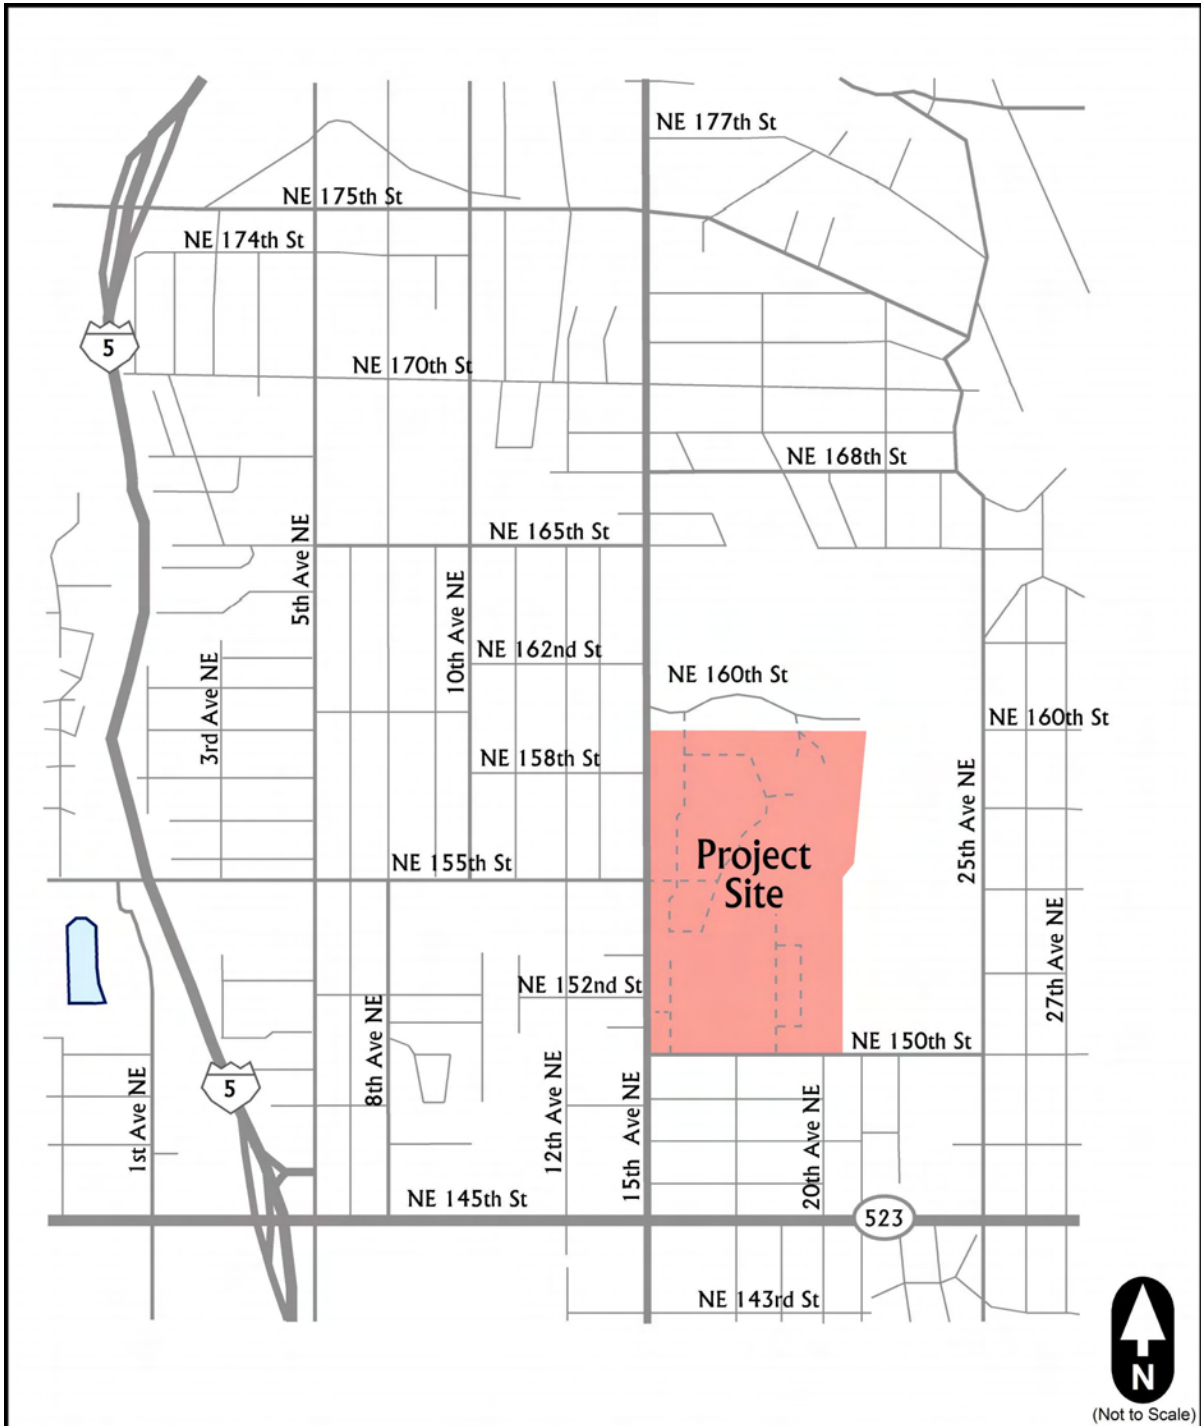 NE 177th St
NE 175th St
NE 174th St
5
NE 170th St
NE 168th St
NE 165th St
5th Ave NE
10th Ave NE
NE 162nd St
3rd Ave NE
NE 160th St
NE 160th St
NE 158th St
25th Ave NE
Project
Site
NE 155th St
27th Ave NE
NE 152nd St
8th Ave NE
NE 150th St
5
1st Ave NE
12th Ave NE
15th Ave NE
20th Ave NE
NE 145th St
523
NE 143rd St
N
(Not to Scale)